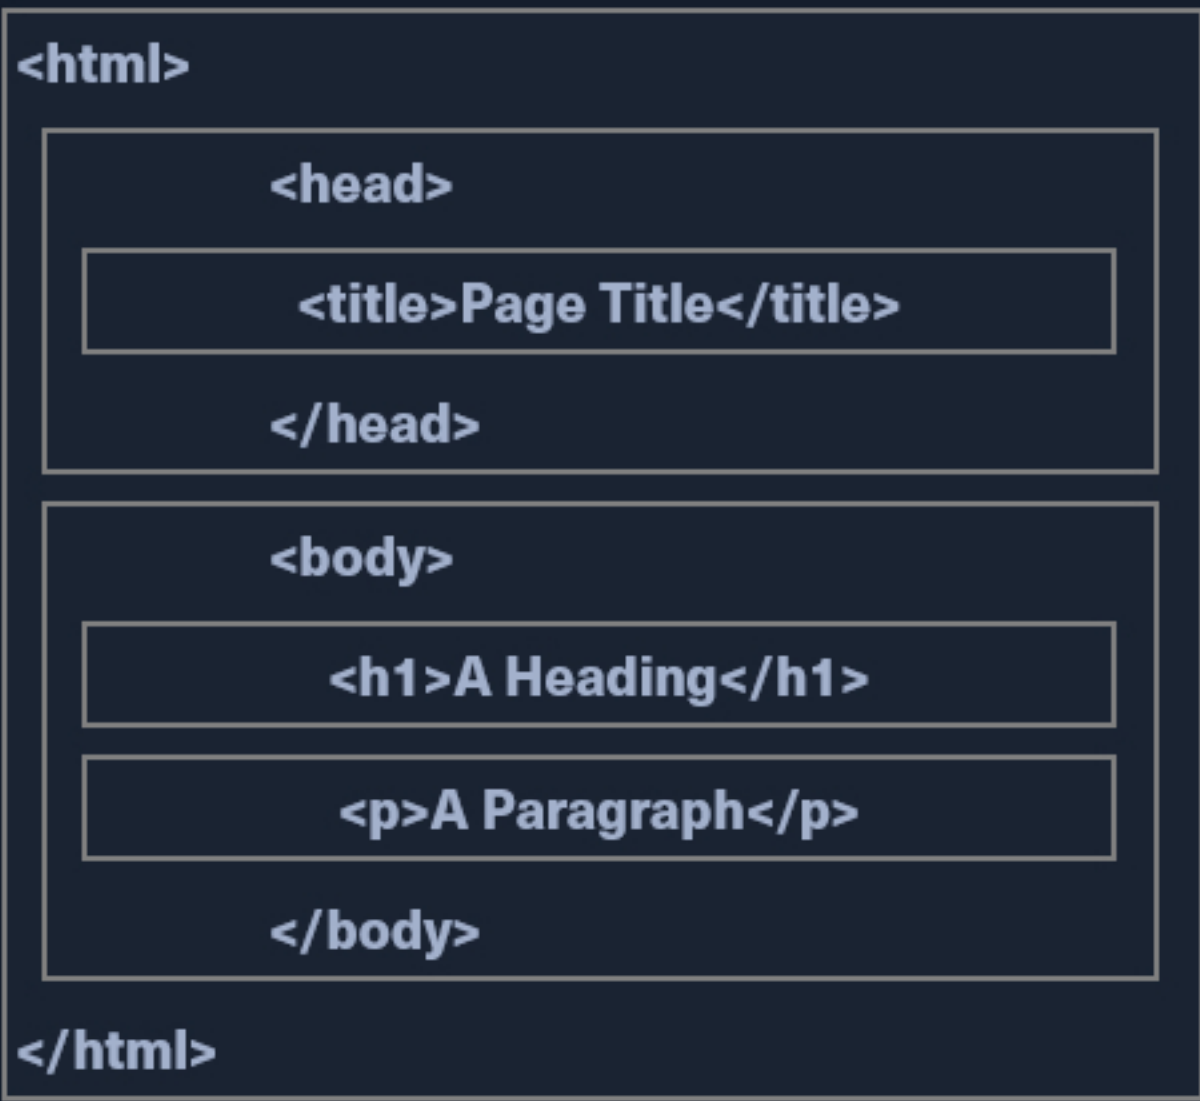 <html>
<head>
<title>Page Title</title>
</head>
<body>
<h1>A Heading</h1>
<p>A Paragraph</p>
</body>
</html>